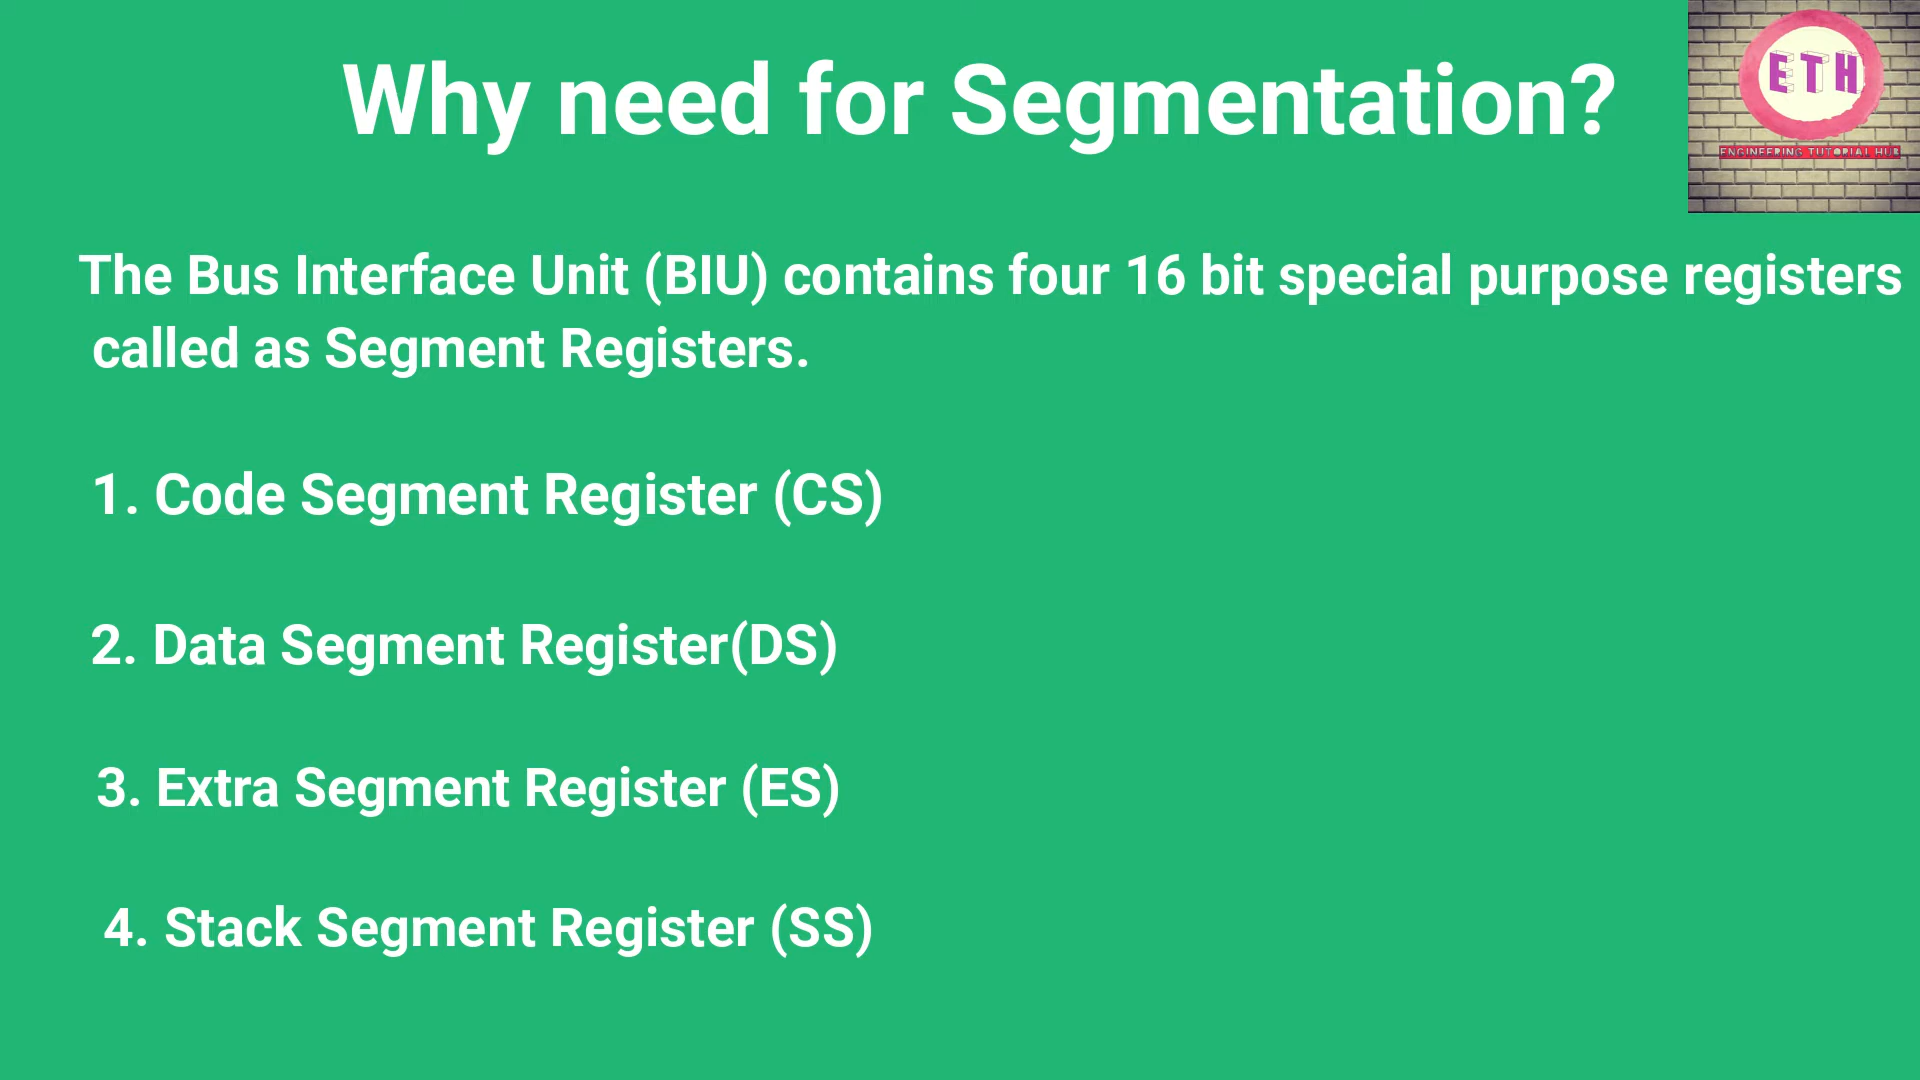 Why need for Segmentation?
ETH
ENGINEERING TUTORIAL HUB
The Bus Interface Unit (BIU) contains four 16 bit special purpose registers
called as Segment Registers.
1. Code Segment Register (CS)
2. Data Segment Register(DS)
3. Extra Segment Register (ES)
4. Stack Segment Register (SS)